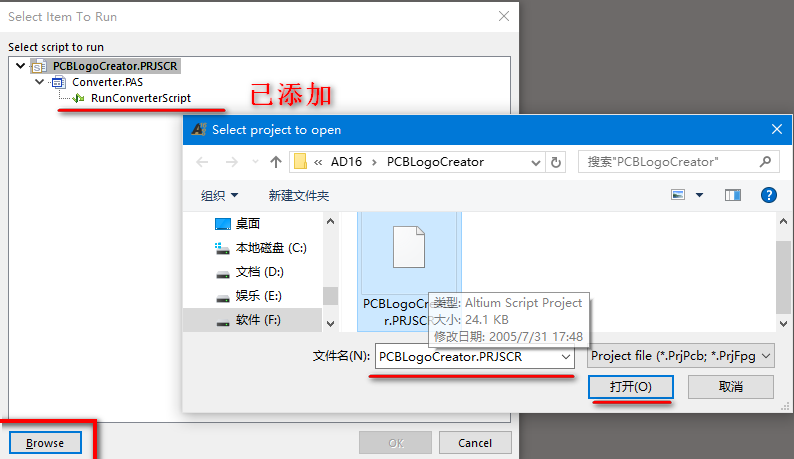 Select Item To Run
Select script to run
PCBLogoCreator.PRJSCR
Converter.PAS
RunConverterScript
已添加
Select project to open
« AD16 › PCBLogoCreator
搜索"PCBLogoCreator"
组织
新建文件夹
桌面
本地磁盘 (C:)
文档 (D:)
娱乐 (E:)
软件 (F:)
PCBLogoCreator.PRJSCR
类型: Altium Script Project
大小: 24.1 KB
修改日期: 2005/7/31 17:48
文件名(N):
PCBLogoCreator.PRJSCR
Project file (*.PrjPcb; *.PrjFpg
打开(O)
取消
Browse
OK
Cancel